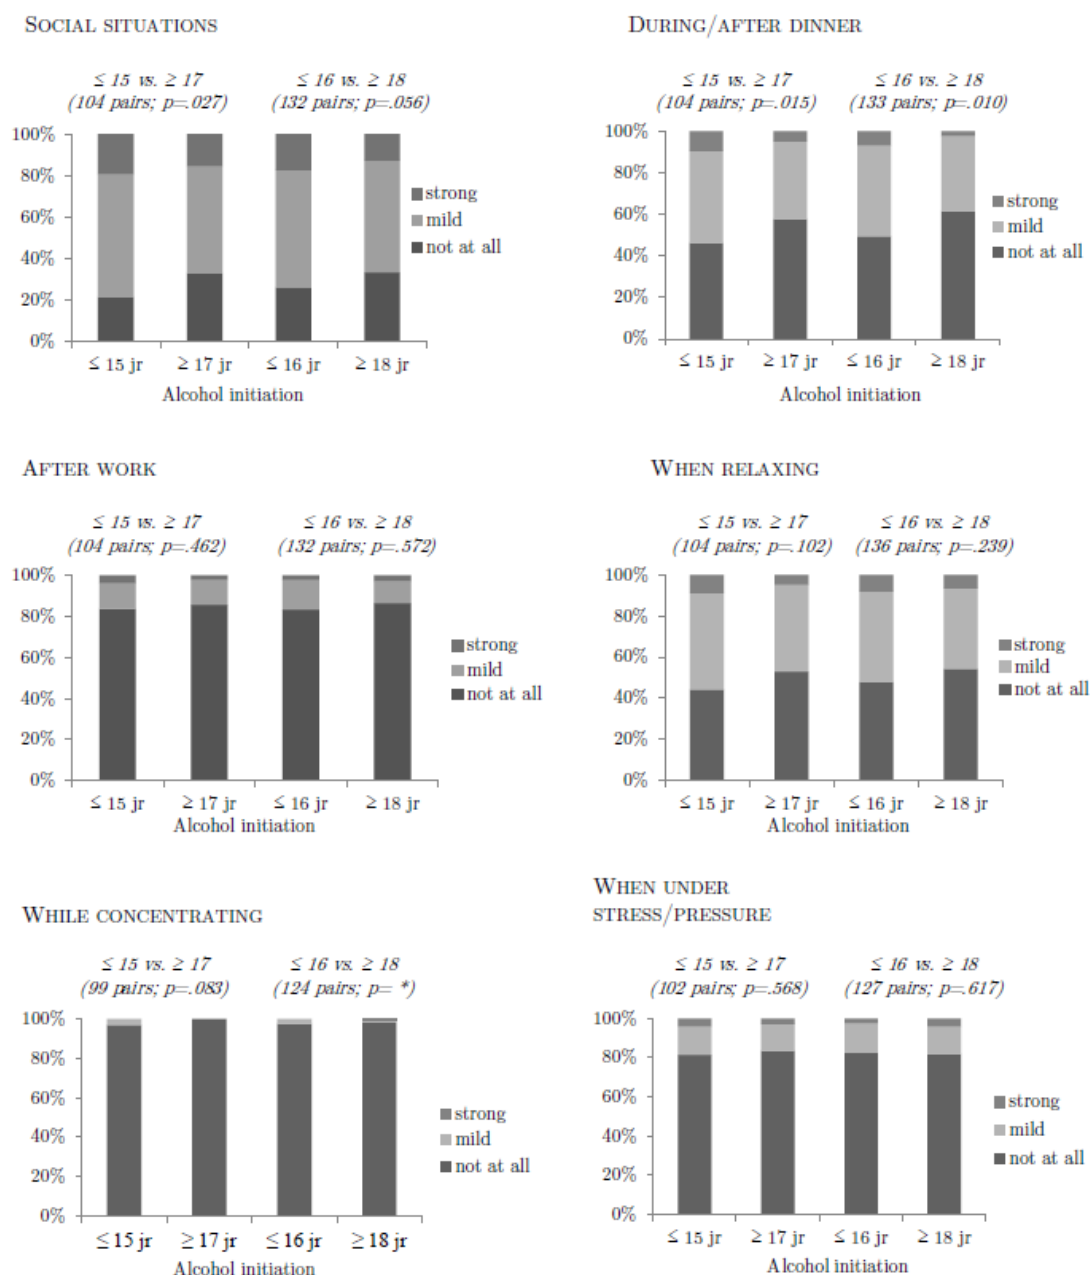 SOCIAL SITUATIONS
≤ 15 vs. ≥ 17
(104 pairs; p=.027)
≤ 16 vs. ≥ 18
(132 pairs; p=.056)
100%
80%
60%
40%
20%
0%
strong
mild
not at all
≤ 15 jr
≥ 17 jr
≤ 16 jr
≥ 18 jr
Alcohol initiation
DURING/AFTER DINNER
≤ 15 vs. ≥ 17
(104 pairs; p=.015)
≤ 16 vs. ≥ 18
(133 pairs; p=.010)
100%
80%
60%
40%
20%
0%
strong
mild
not at all
≤ 15 jr
≥ 17 jr
≤ 16 jr
≥ 18 jr
Alcohol initiation
AFTER WORK
≤ 15 vs. ≥ 17
(104 pairs; p=.462)
≤ 16 vs. ≥ 18
(132 pairs; p=.572)
100%
80%
60%
40%
20%
0%
strong
mild
not at all
≤ 15 jr
≥ 17 jr
≤ 16 jr
≥ 18 jr
Alcohol initiation
WHEN RELAXING
≤ 15 vs. ≥ 17
(104 pairs; p=.102)
≤ 16 vs. ≥ 18
(136 pairs; p=.239)
100%
80%
60%
40%
20%
0%
strong
mild
not at all
≤ 15 jr
≥ 17 jr
≤ 16 jr
≥ 18 jr
Alcohol initiation
WHILE CONCENTRATING
≤ 15 vs. ≥ 17
(99 pairs; p=.083)
≤ 16 vs. ≥ 18
(124 pairs; p= *)
100%
80%
60%
40%
20%
0%
strong
mild
not at all
≤ 15 jr
≥ 17 jr
≤ 16 jr
≥ 18 jr
Alcohol initiation
WHEN UNDER
STRESS/PRESSURE
≤ 15 vs. ≥ 17
(102 pairs; p=.568)
≤ 16 vs. ≥ 18
(127 pairs; p=.617)
100%
80%
60%
40%
20%
0%
strong
mild
not at all
≤ 15 jr
≥ 17 jr
≤ 16 jr
≥ 18 jr
Alcohol initiation